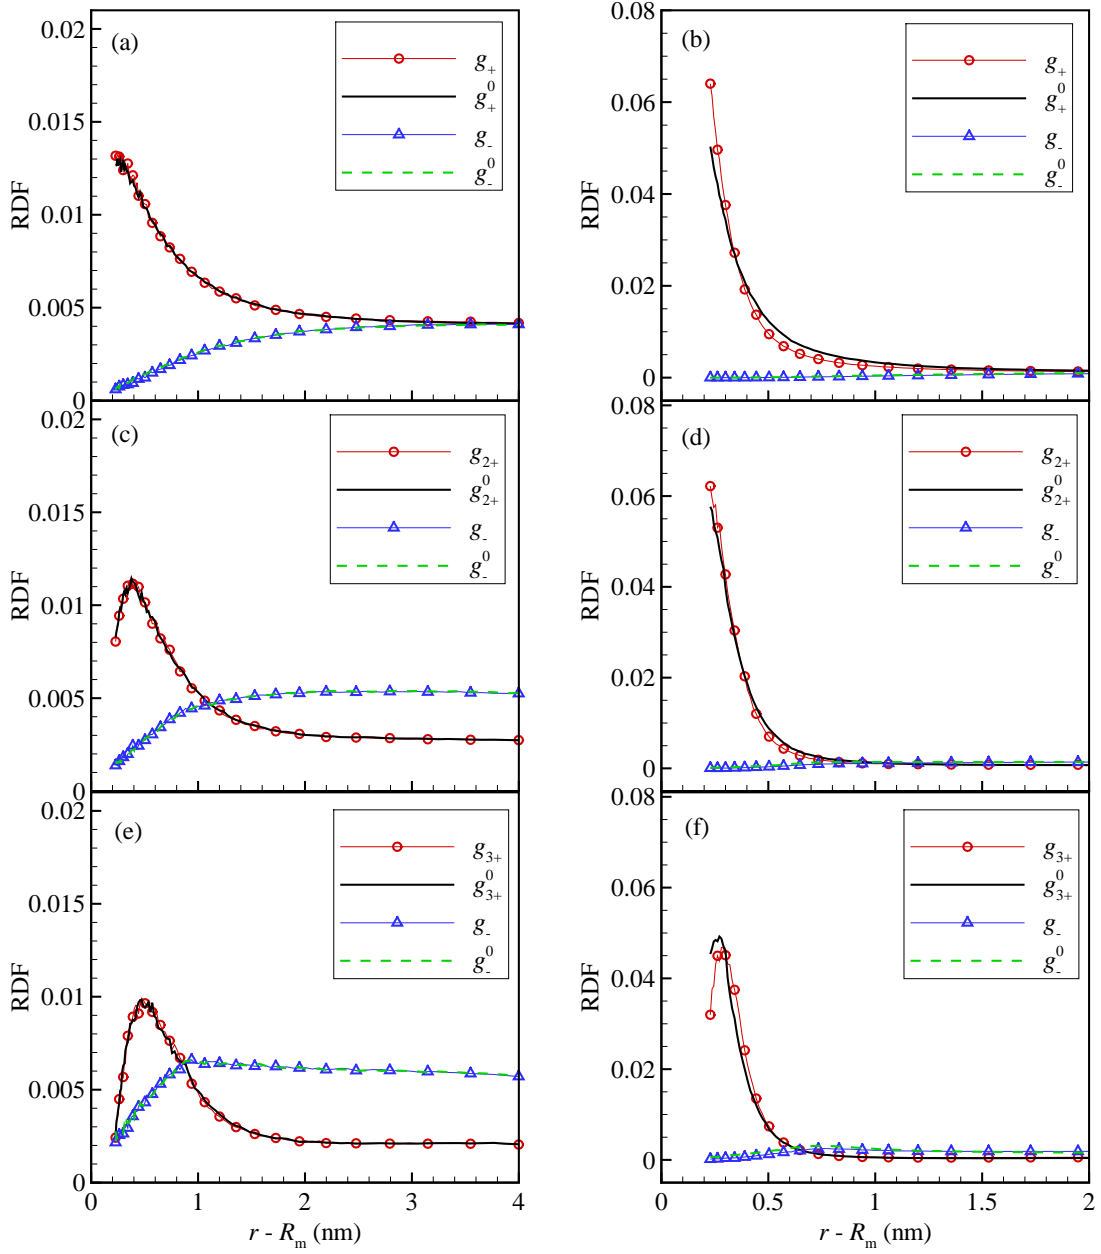 (a)
g+
g+0
g-
g-0
RDF
0.02
0.015
0.01
0.005
0
(b)
g+
g+0
g-
g-0
RDF
0.08
0.06
0.04
0.02
0
(c)
g2+
g2+0
g-
g-0
RDF
0.02
0.015
0.01
0.005
0
(d)
g2+
g2+0
g-
g-0
RDF
0.08
0.06
0.04
0.02
0
(e)
g3+
g3+0
g-
g-0
RDF
0.02
0.015
0.01
0.005
0
0 1 2 3 4
r - Rm (nm)
(f)
g3+
g3+0
g-
g-0
RDF
0.08
0.06
0.04
0.02
0
0 0.5 1 1.5 2
r - Rm (nm)